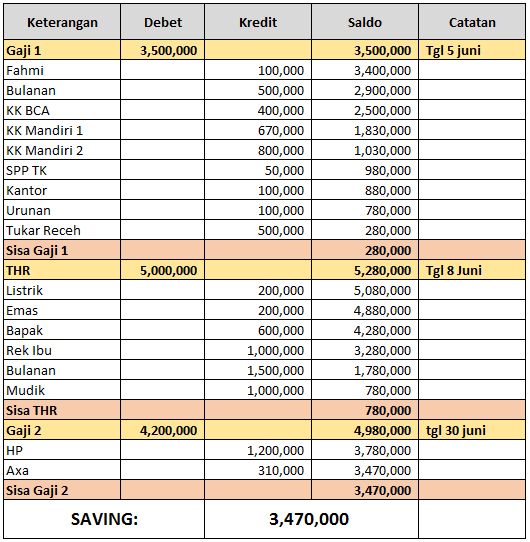 Keterangan Debet Kredit Saldo Catatan
Gaji 1 3,500,000 3,500,000 Tgl 5 juni
Fahmi 100,000 3,400,000
Bulanan 500,000 2,900,000
KK BCA 400,000 2,500,000
KK Mandiri 1 670,000 1,830,000
KK Mandiri 2 800,000 1,030,000
SPP TK 50,000 980,000
Kantor 100,000 880,000
Urunan 100,000 780,000
Tukar Receh 500,000 280,000
Sisa Gaji 1 280,000
THR 5,000,000 5,280,000 Tgl 8 Juni
Listrik 200,000 5,080,000
Emas 200,000 4,880,000
Bapak 600,000 4,280,000
Rek Ibu 1,000,000 3,280,000
Bulanan 1,500,000 1,780,000
Mudik 1,000,000 780,000
Sisa THR 780,000
Gaji 2 4,200,000 4,980,000 tgl 30 juni
HP 1,200,000 3,780,000
Axa 310,000 3,470,000
Sisa Gaji 2 3,470,000
SAVING: 3,470,000